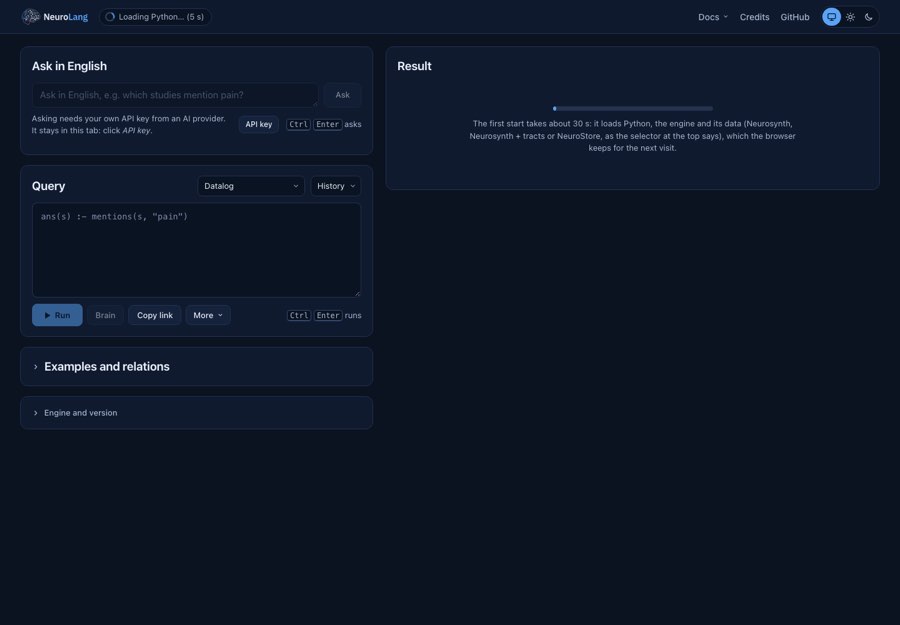 NeuroLang
Loading Python... (5 s)
Docs
Credits
GitHub
Ask in English
Ask in English, e.g. which studies mention pain?
Ask
Asking needs your own API key from an AI provider.
It stays in this tab: click API key.
API key
Ctrl Enter asks
Query
Datalog
History
ans(s) :- mentions(s, "pain")
Run
Brain
Copy link
More
Ctrl Enter runs
Examples and relations
Engine and version
Result
The first start takes about 30 s: it loads Python, the engine and its data (Neurosynth,
Neurosynth + tracts or NeuroStore, as the selector at the top says), which the browser
keeps for the next visit.